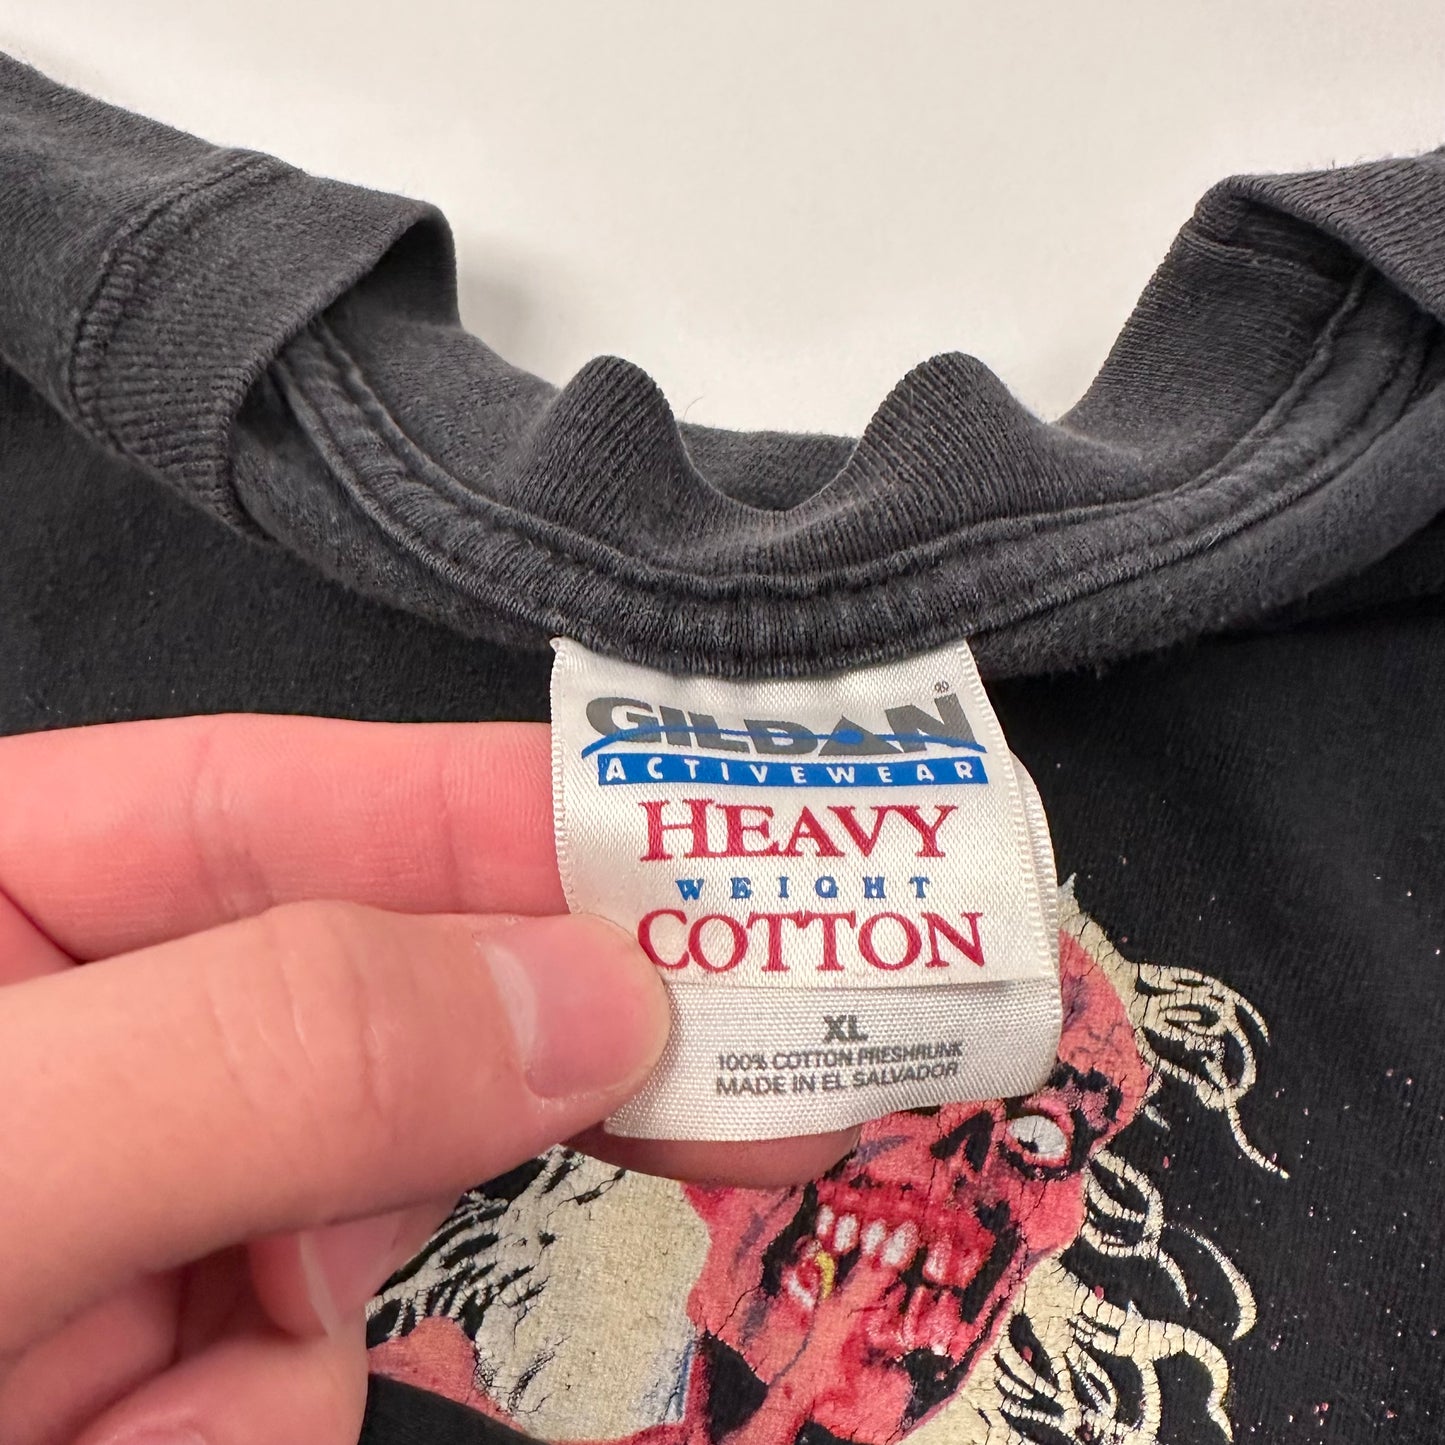 GILDAN®
ACTIVEWEAR
HEAVY
WEIGHT
COTTON
XL
100% COTTON PRESHRUNK
MADE IN EL SALVADOR